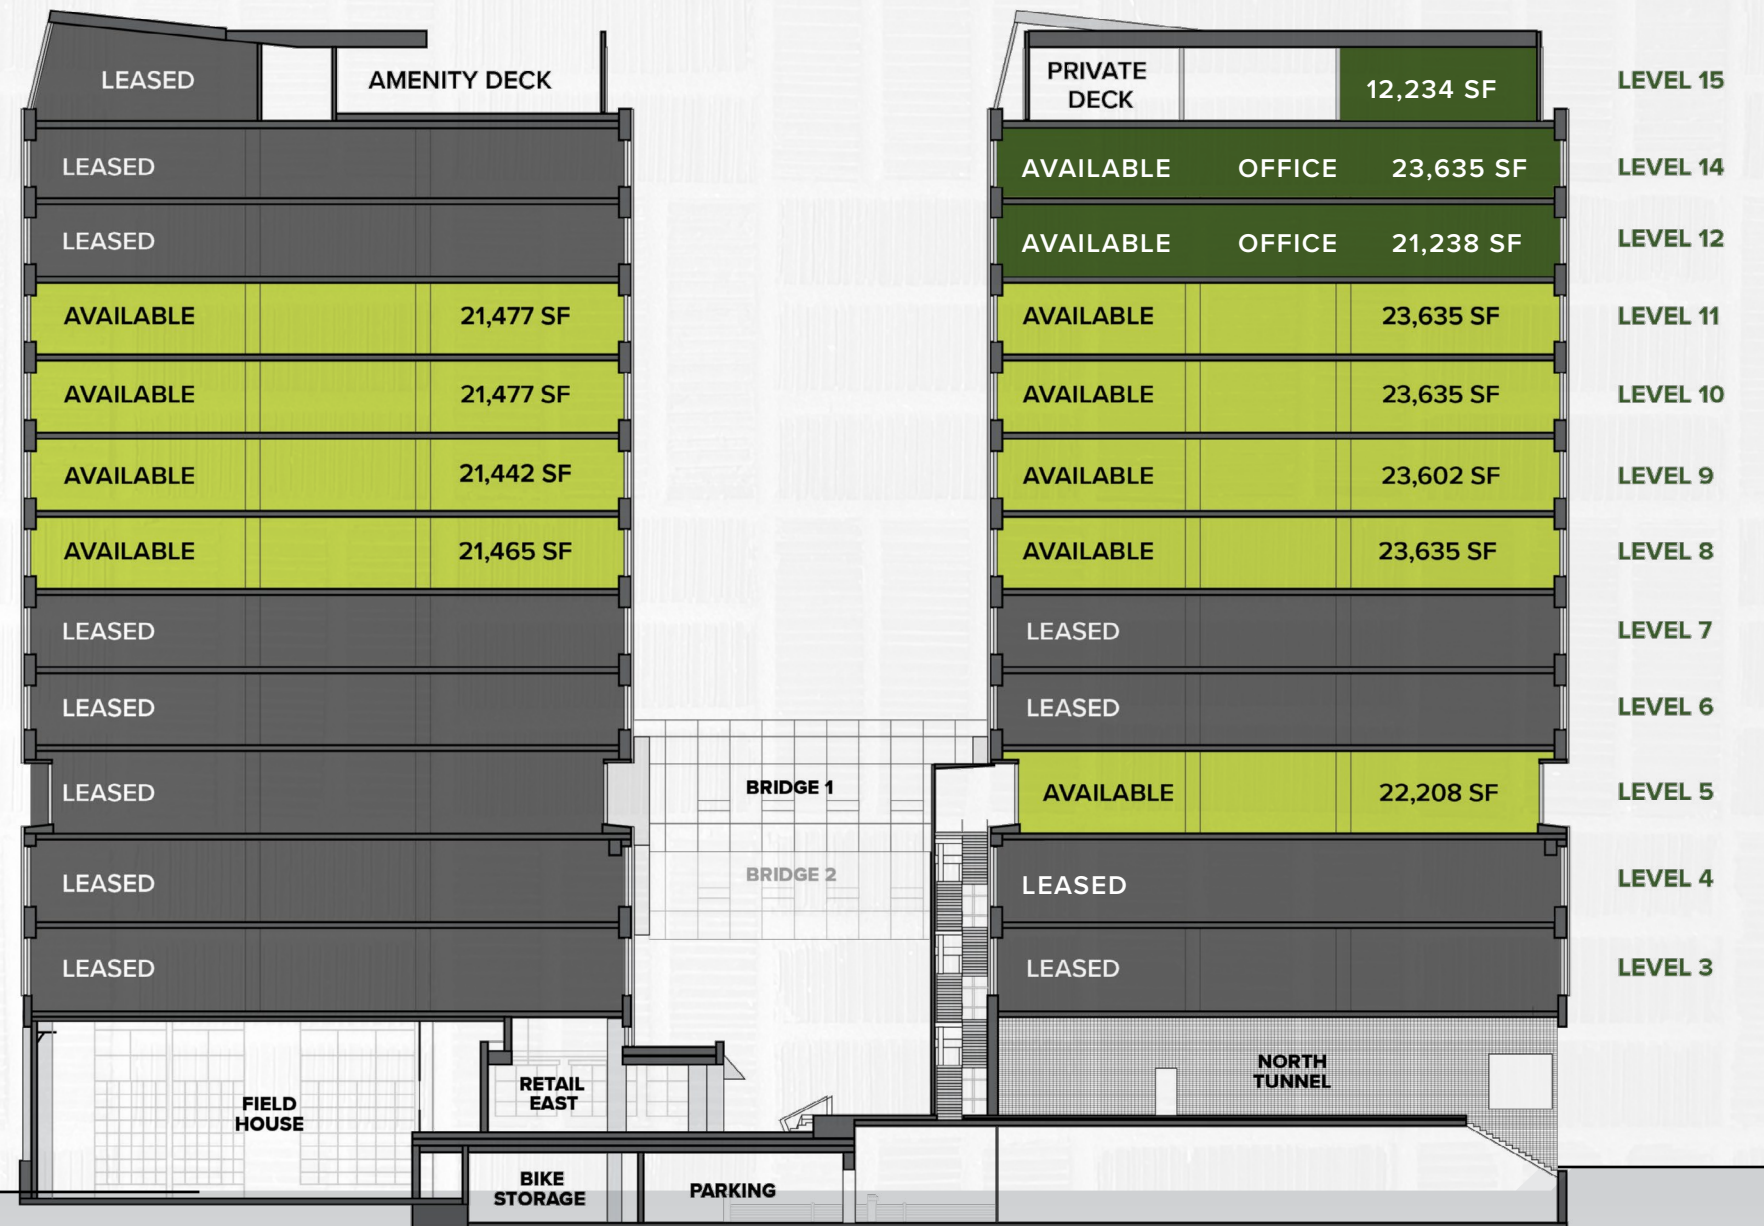 LEASED
AMENITY DECK
PRIVATE
DECK
12,234 SF
LEVEL 15
LEASED
AVAILABLE OFFICE 23,635 SF
LEVEL 14
LEASED
AVAILABLE OFFICE 21,238 SF
LEVEL 12
AVAILABLE 21,477 SF
AVAILABLE 23,635 SF
LEVEL 11
AVAILABLE 21,477 SF
AVAILABLE 23,635 SF
LEVEL 10
AVAILABLE 21,442 SF
AVAILABLE 23,602 SF
LEVEL 9
AVAILABLE 21,465 SF
AVAILABLE 23,635 SF
LEVEL 8
LEASED
LEASED
LEVEL 7
LEASED
LEASED
LEVEL 6
LEASED
BRIDGE 1
AVAILABLE 22,208 SF
LEVEL 5
LEASED
BRIDGE 2
LEASED
LEVEL 4
LEASED
LEASED
LEVEL 3
FIELD
HOUSE
RETAIL
EAST
NORTH
TUNNEL
BIKE
STORAGE
PARKING